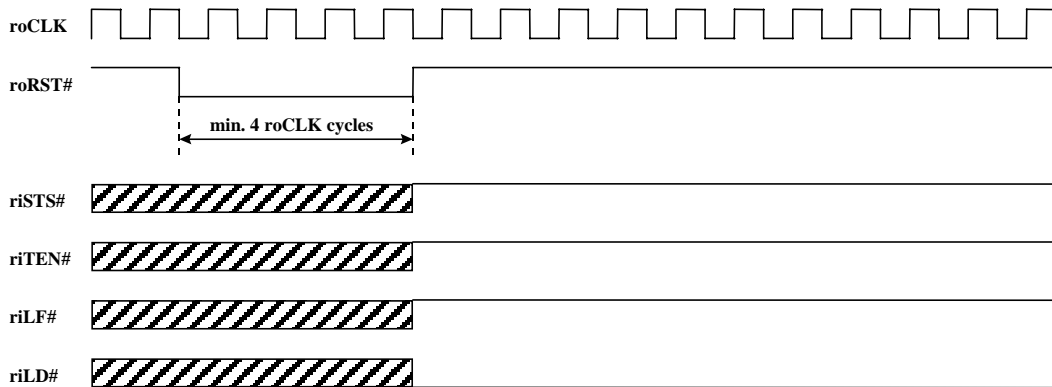 roCLK
roRST#
min. 4 roCLK cycles
riSTS#
riTEN#
riLF#
riLD#